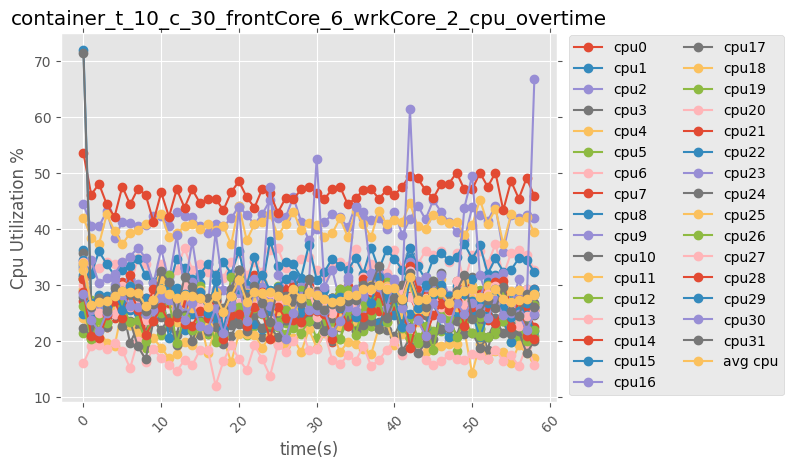 container_t_10_c_30_frontCore_6_wrkCore_2_cpu_overtime
Cpu Utilization %
70
60
50
40
30
20
10
0
10
20
30
40
50
60
time(s)
cpu0
cpu1
cpu2
cpu3
cpu4
cpu5
cpu6
cpu7
cpu8
cpu9
cpu10
cpu11
cpu12
cpu13
cpu14
cpu15
cpu16
cpu17
cpu18
cpu19
cpu20
cpu21
cpu22
cpu23
cpu24
cpu25
cpu26
cpu27
cpu28
cpu29
cpu30
cpu31
avg cpu